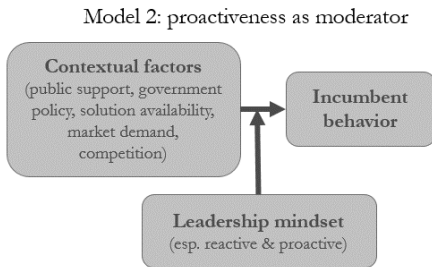 Model 2: proactiveness as moderator
Contextual factors
(public support, government
policy, solution availability,
market demand,
competition)
Incumbent
behavior
Leadership mindset
(esp. reactive & proactive)